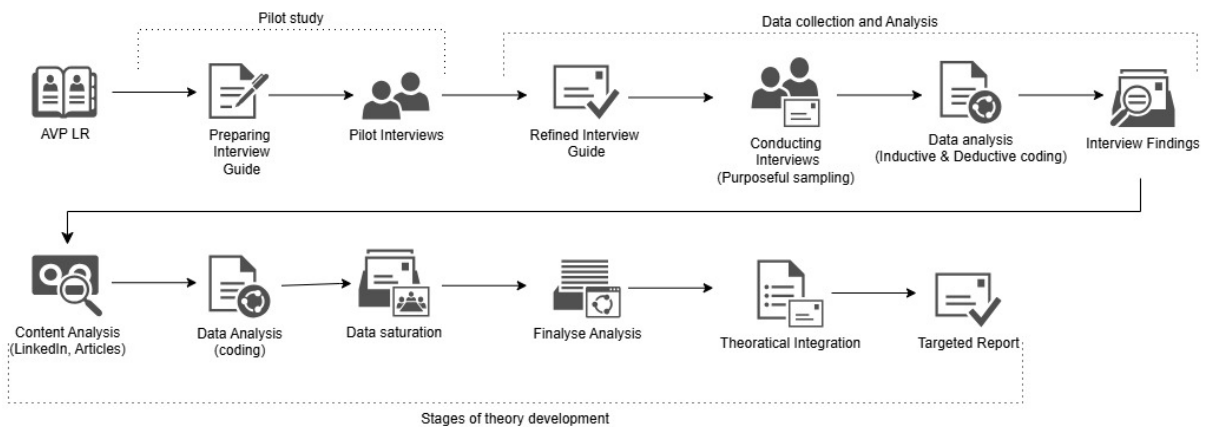 Pilot study
Data collection and Analysis
AVP LR
Preparing
Interview
Guide
Pilot Interviews
Refined Interview
Guide
Conducting
Interviews
(Purposeful sampling)
Data analysis
(Inductive & Deductive coding)
Interview Findings
Content Analysis
(LinkedIn, Articles)
Data Analysis
(coding)
Data saturation
Finalyse Analysis
Theoratical Integration
Targeted Report
Stages of theory development